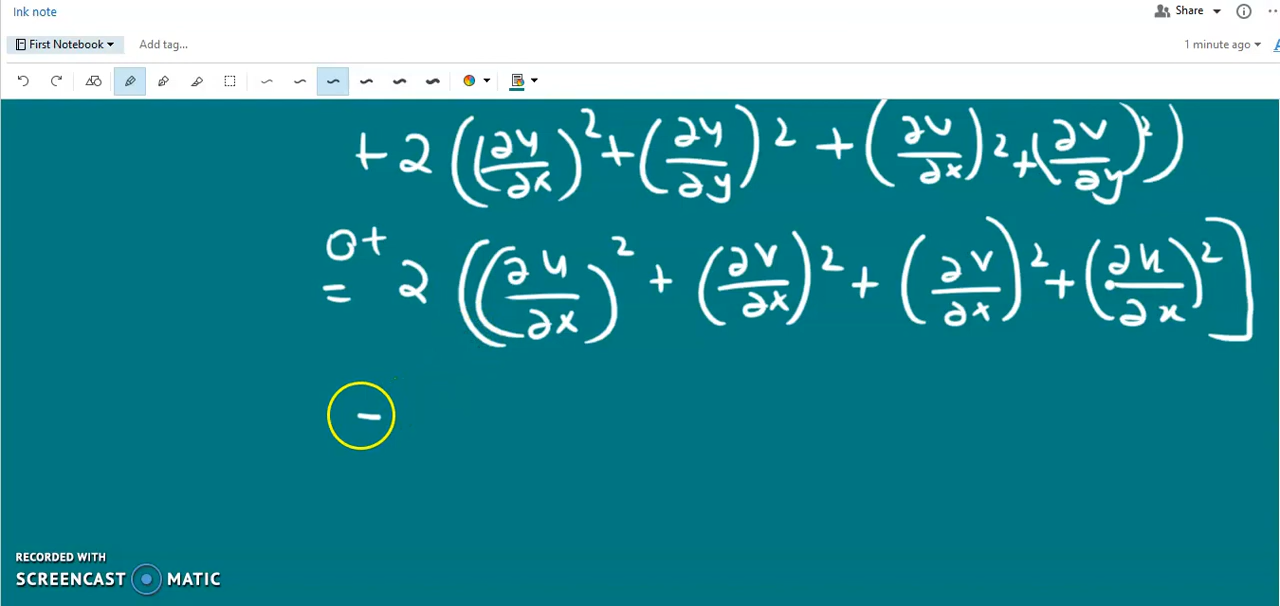 Ink note
Share
First Notebook Add tag...
1 minute ago
+ 2 ((∂u/∂x)² + (∂u/∂y)² + (∂v/∂x)² + (∂v/∂y)²)
0 +
= 2 ((∂u/∂x)² + (∂v/∂x)² + (∂v/∂x)² + (∂u/∂x)²]
-
RECORDED WITH
SCREENCAST MATIC